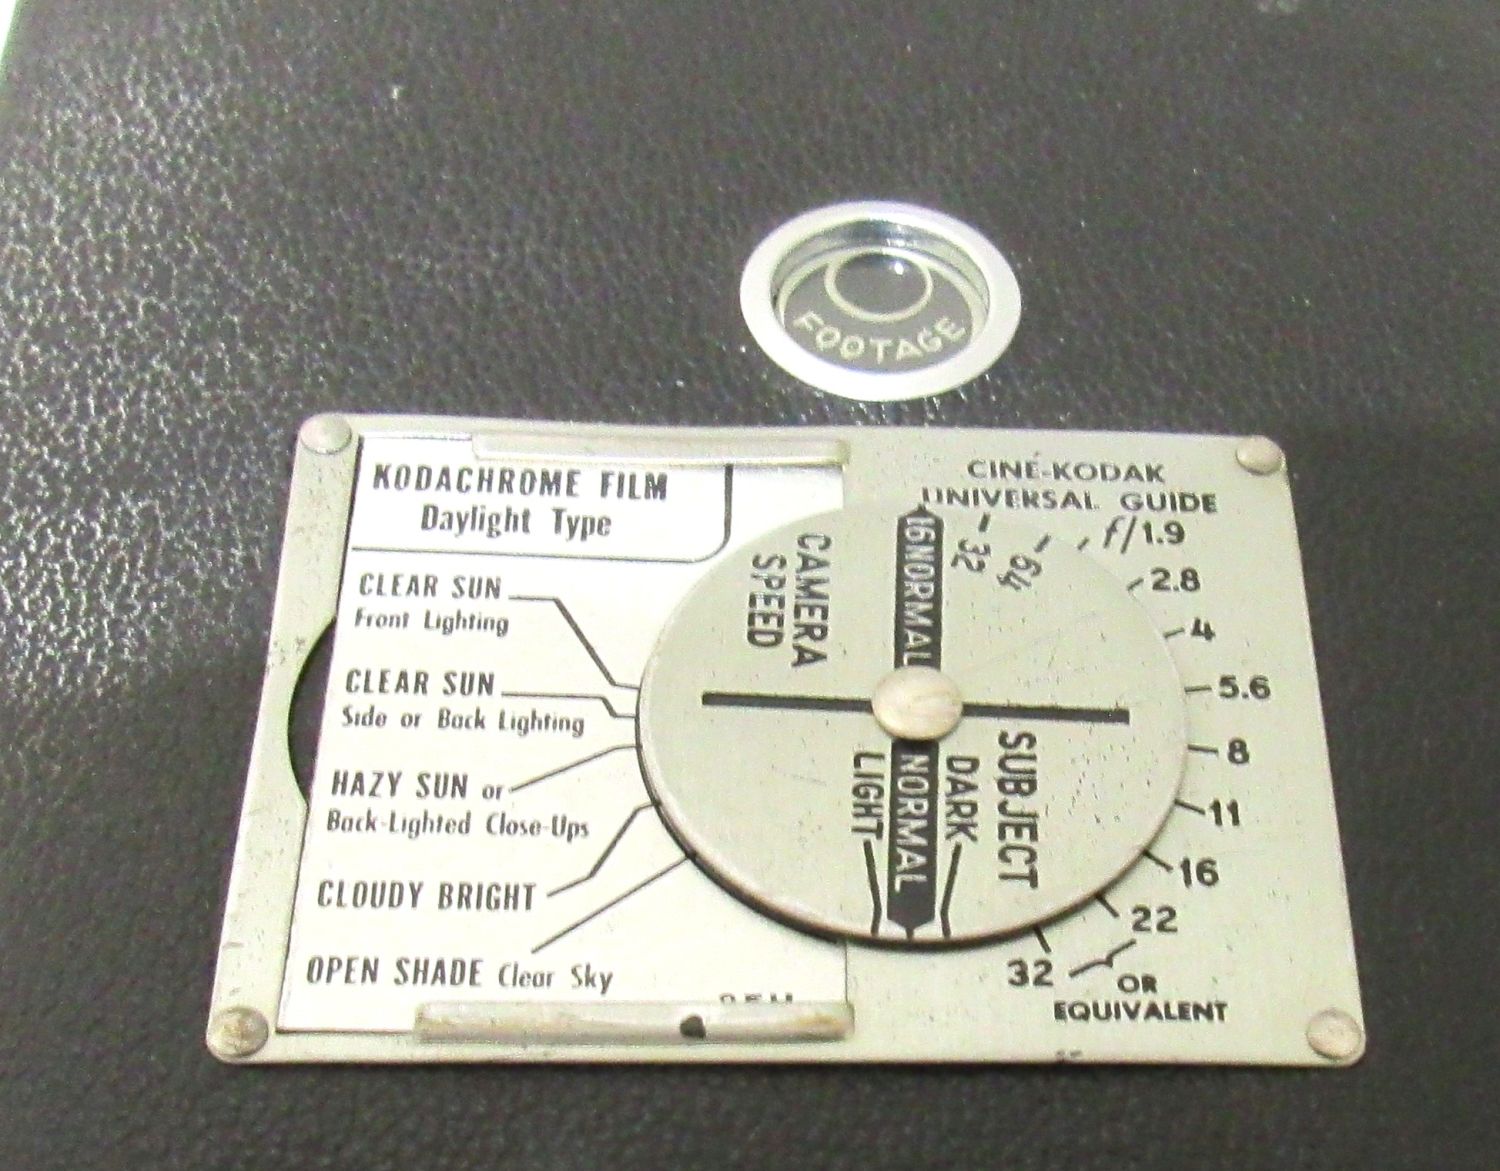 FOOTAGE
KODACHROME FILM
Daylight Type
CLEAR SUN
Front Lighting
CLEAR SUN
Side or Back Lighting
HAZY SUN or
Back-Lighted Close-Ups
CLOUDY BRIGHT
OPEN SHADE Clear Sky
CAMERA
SPEED
16 NORMAL
32
64
SUBJECT
DARK
NORMAL
LIGHT
CINÉ-KODAK
UNIVERSAL GUIDE
f/1.9
2.8
4
5.6
8
11
16
22
32
OR
EQUIVALENT